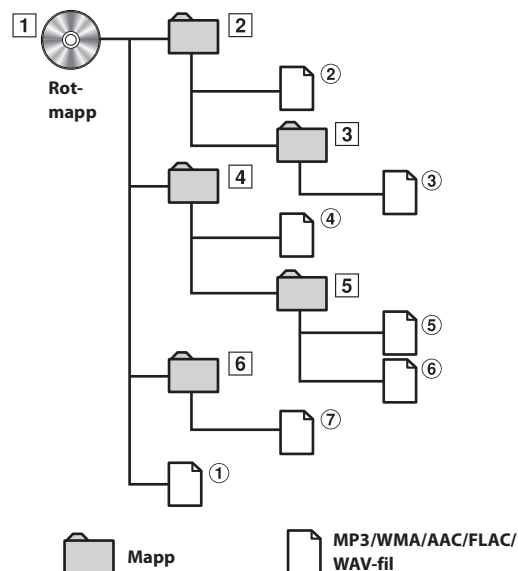 1
2
Rot-
mapp
②
3
③
4
④
5
⑤
⑥
6
⑦
①
Mapp
MP3/WMA/AAC/FLAC/
WAV-fil